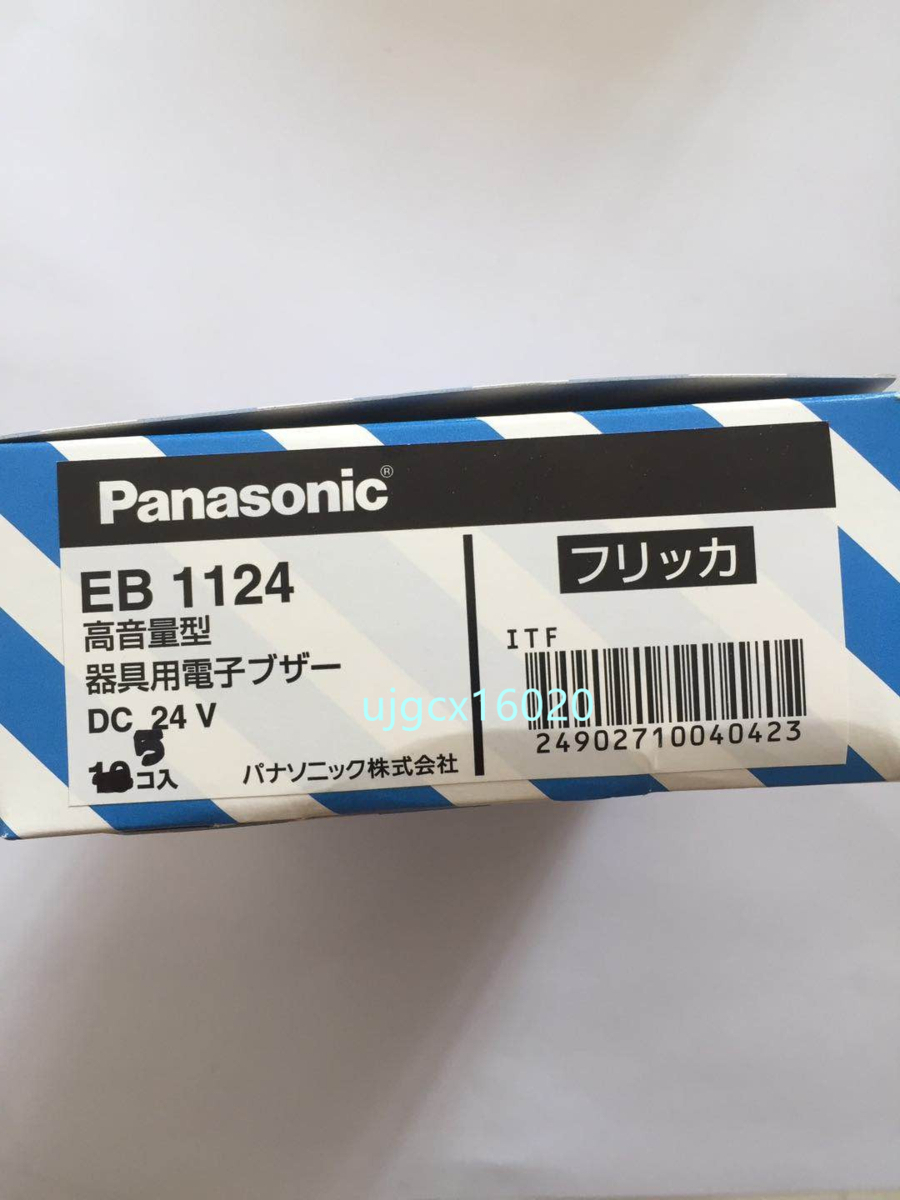 Panasonic®
EB 1124
高音量型
器具用電子ブザー
DC 24 V
5
コ入
パナソニック株式会社
フリッカ
ITF
24902710040423
ujgcx16020